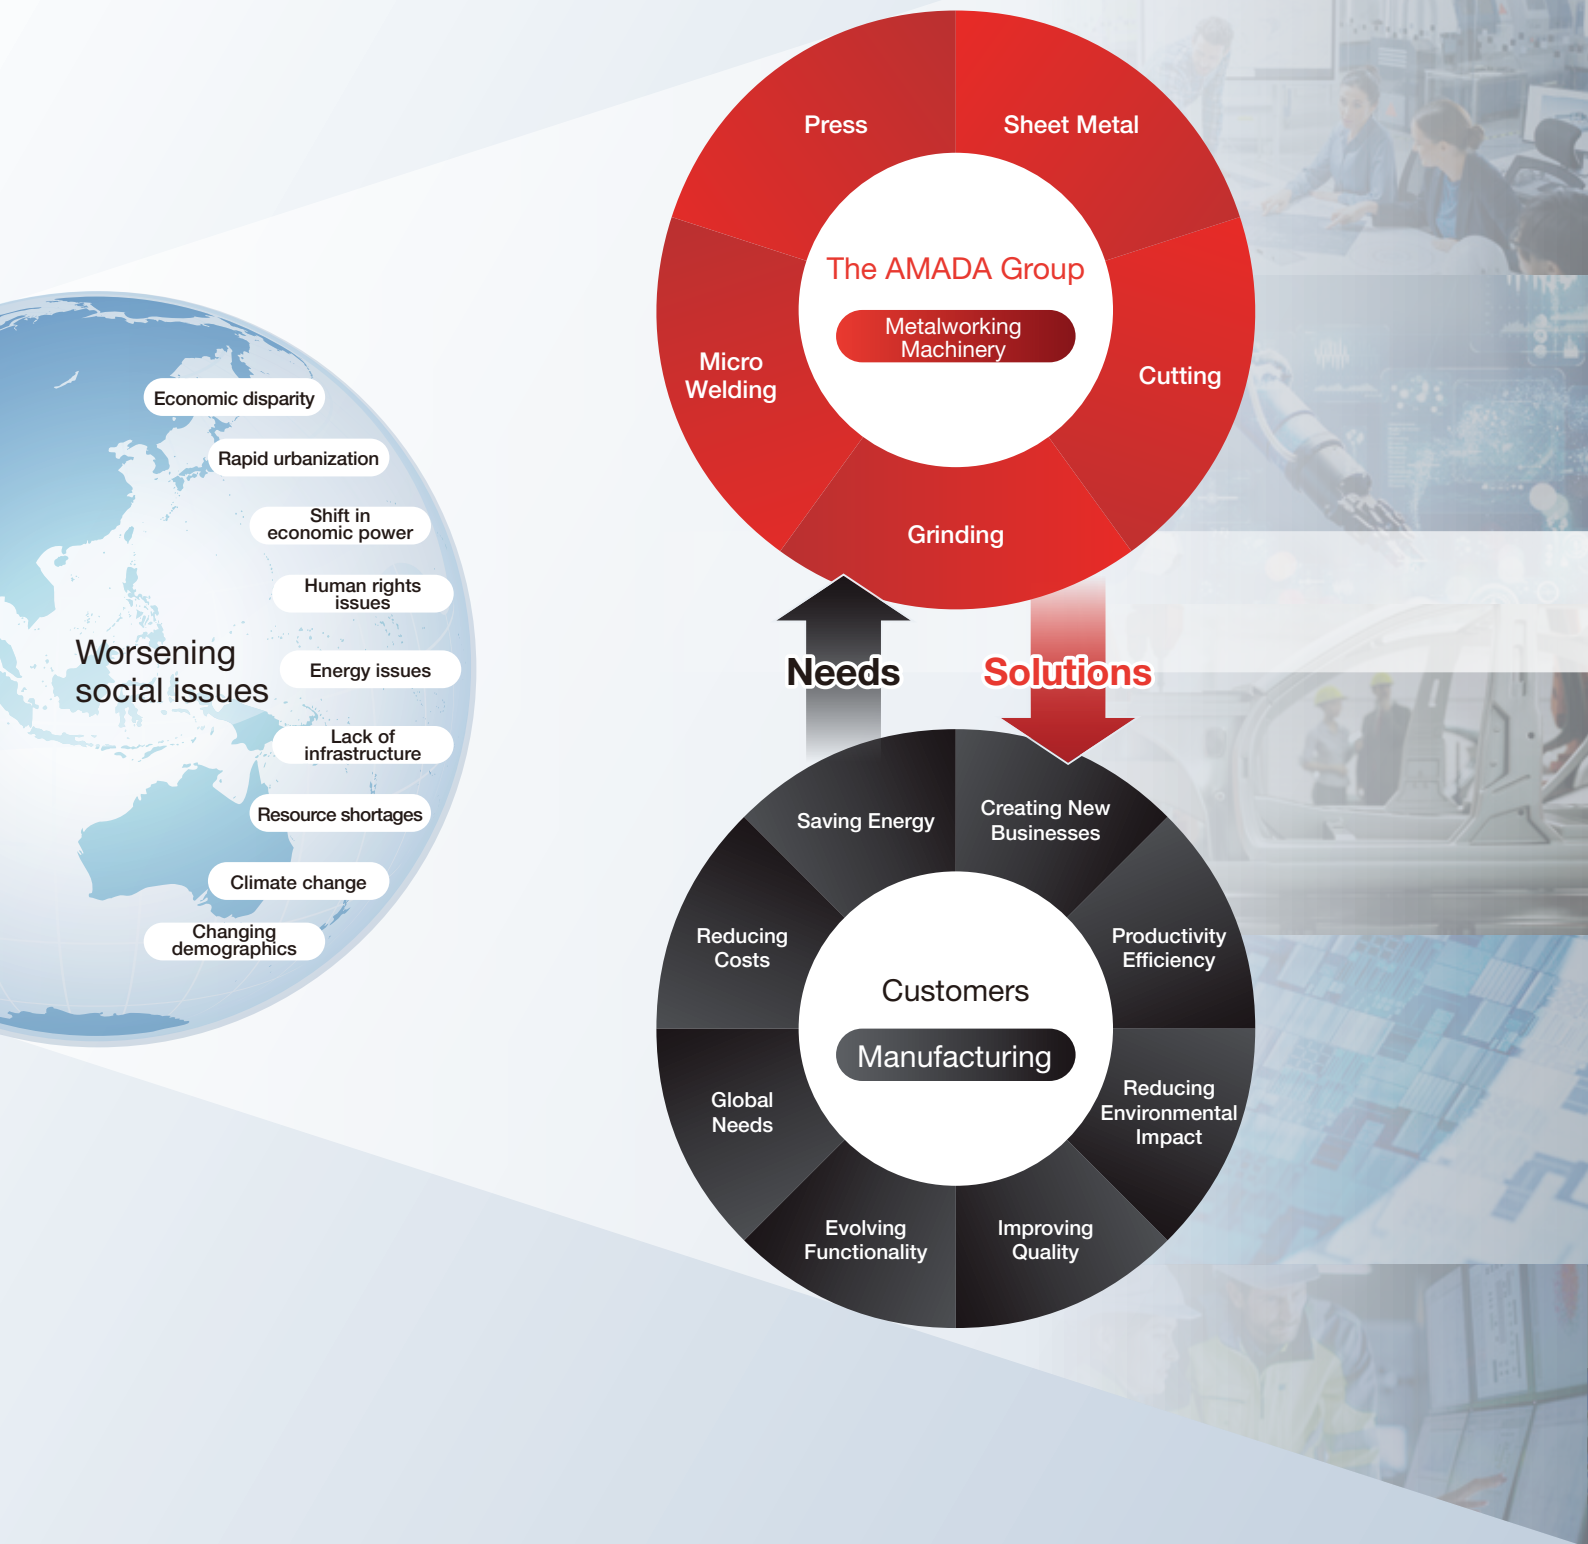 Worsening
social issues
Economic disparity
Rapid urbanization
Shift in
economic power
Human rights
issues
Energy issues
Lack of
infrastructure
Resource shortages
Climate change
Changing
demographics
The AMADA Group
Metalworking
Machinery
Press
Sheet Metal
Cutting
Grinding
Micro
Welding
Needs
Solutions
Customers
Manufacturing
Saving Energy
Creating New
Businesses
Productivity
Efficiency
Reducing
Environmental
Impact
Improving
Quality
Evolving
Functionality
Global
Needs
Reducing
Costs